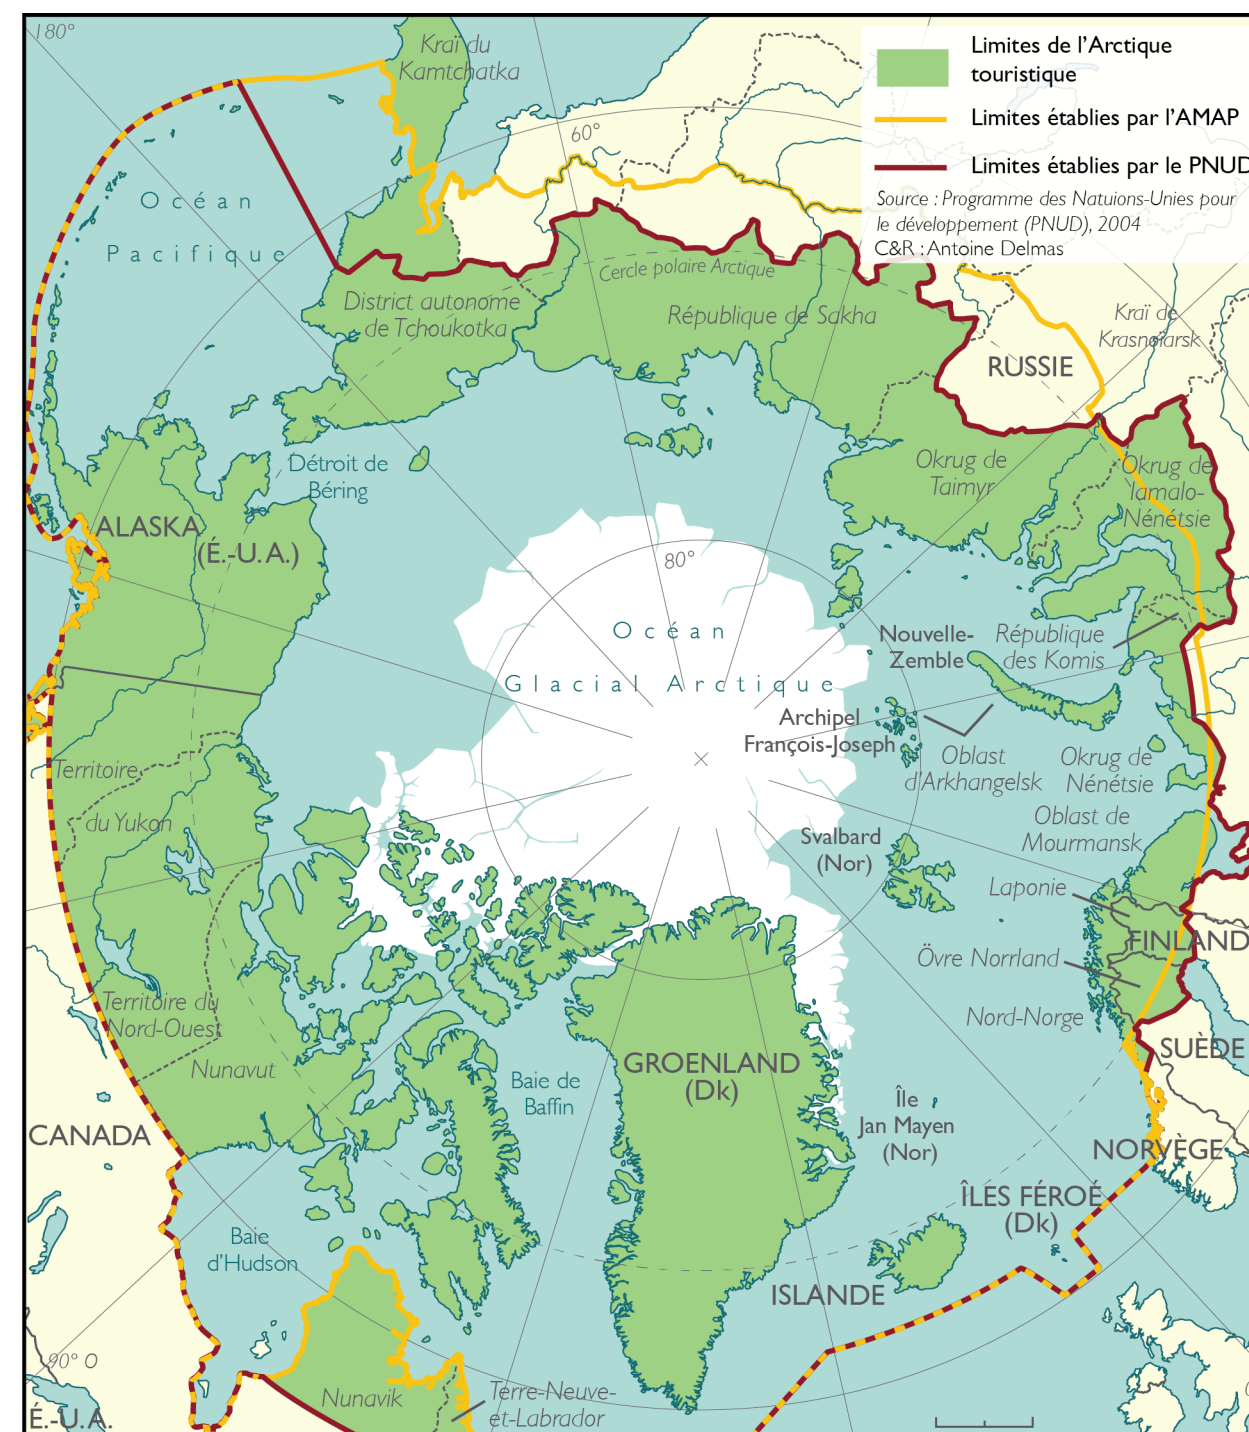 180°
Kraï du
Kamtchatka
60°
Limites de l'Arctique
touristique
Limites établies par l'AMAP
Limites établies par le PNUD
Source : Programme des Natuions-Unies pour
le développement (PNUD), 2004
C&R : Antoine Delmas
Océan
Pacifique
Cercle polaire Arctique
District autonome
de Tchoukotka
République de Sakha
Kraï de
Krasnoïarsk
RUSSIE
Détroit de
Béring
Okrug de
Taimyr
Okrug de
Iamalo-
Nénétsie
ALASKA
(É.-U.A.)
80°
Océan
Glacial Arctique
Nouvelle-
Zemble
République
des Komis
Archipel
François-Joseph
Oblast
d'Arkhangelsk
Okrug de
Nénétsie
Territoire
du Yukon
Oblast de
Mourmansk
Svalbard
(Nor)
Laponie
FINLAND
Övre Norrland
Territoire du
Nord-Ouest
Nord-Norge
Nunavut
SUÈDE
GROENLAND
(Dk)
Baie de
Baffin
Île
Jan Mayen
(Nor)
CANADA
NORVÈGE
ÎLES FÉROÉ
(Dk)
Baie
d'Hudson
ISLANDE
90° O
Nunavik
Terre-Neuve-
et-Labrador
É.-U.A.